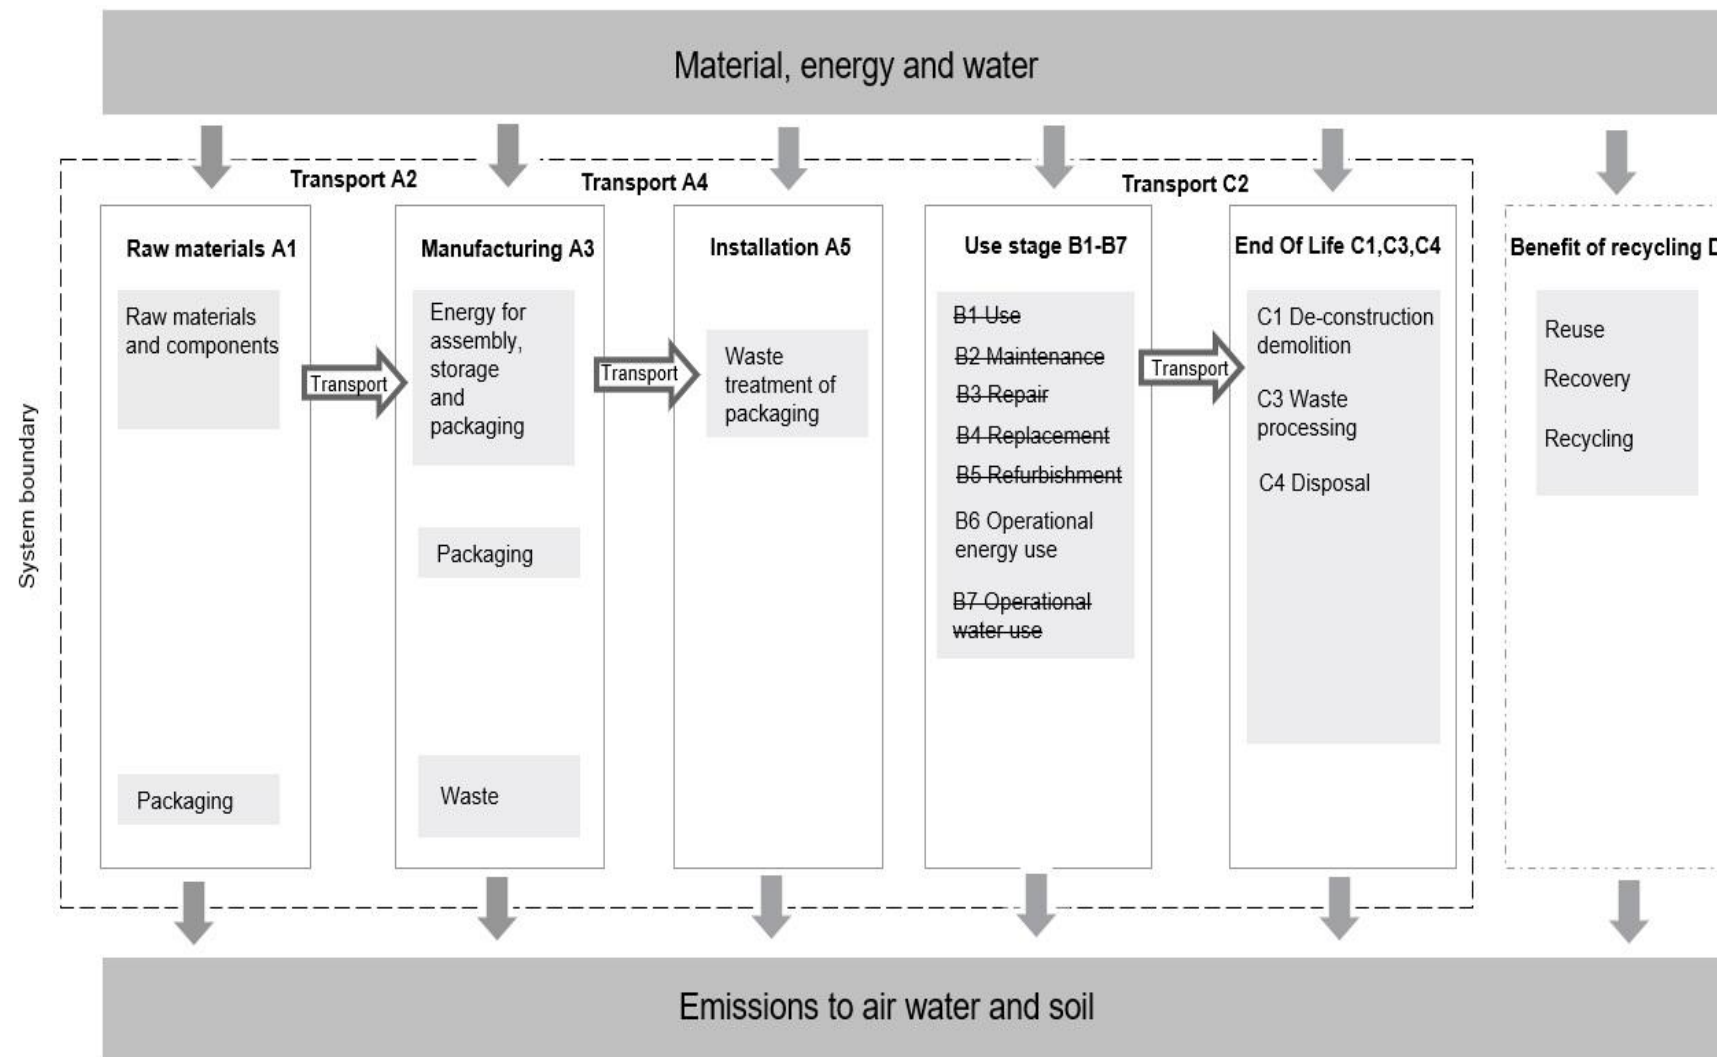 Material, energy and water
Transport A2
Transport A4
Transport C2
System boundary
Raw materials A1
Raw materials
and components
Packaging
Transport
Manufacturing A3
Energy for
assembly,
storage
and
packaging
Packaging
Waste
Transport
Installation A5
Waste
treatment of
packaging
Use stage B1-B7
B1 Use
B2 Maintenance
B3 Repair
B4 Replacement
B5 Refurbishment
B6 Operational
energy use
B7 Operational
water use
Transport
End Of Life C1,C3,C4
C1 De-construction
demolition
C3 Waste
processing
C4 Disposal
Benefit of recycling D
Reuse
Recovery
Recycling
Emissions to air water and soil